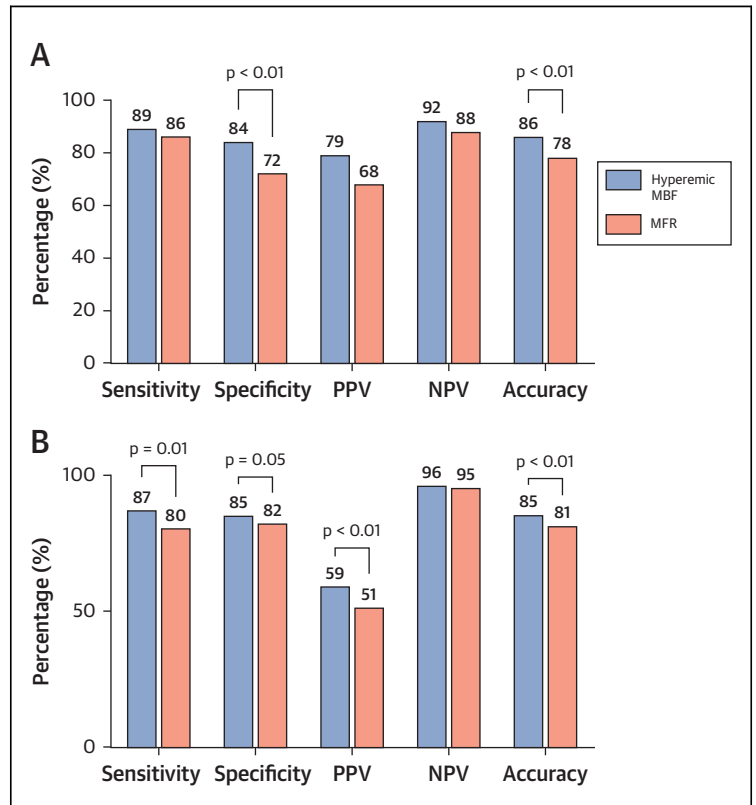 A
p < 0.01
p < 0.01
100
80
60
40
20
0
Percentage (%)
89
86
84
72
79
68
92
88
86
78
Sensitivity
Specificity
PPV
NPV
Accuracy
Hyperemic
MBF
MFR
B
p = 0.01
p = 0.05
p < 0.01
p < 0.01
100
50
0
Percentage (%)
87
80
85
82
59
51
96
95
85
81
Sensitivity
Specificity
PPV
NPV
Accuracy